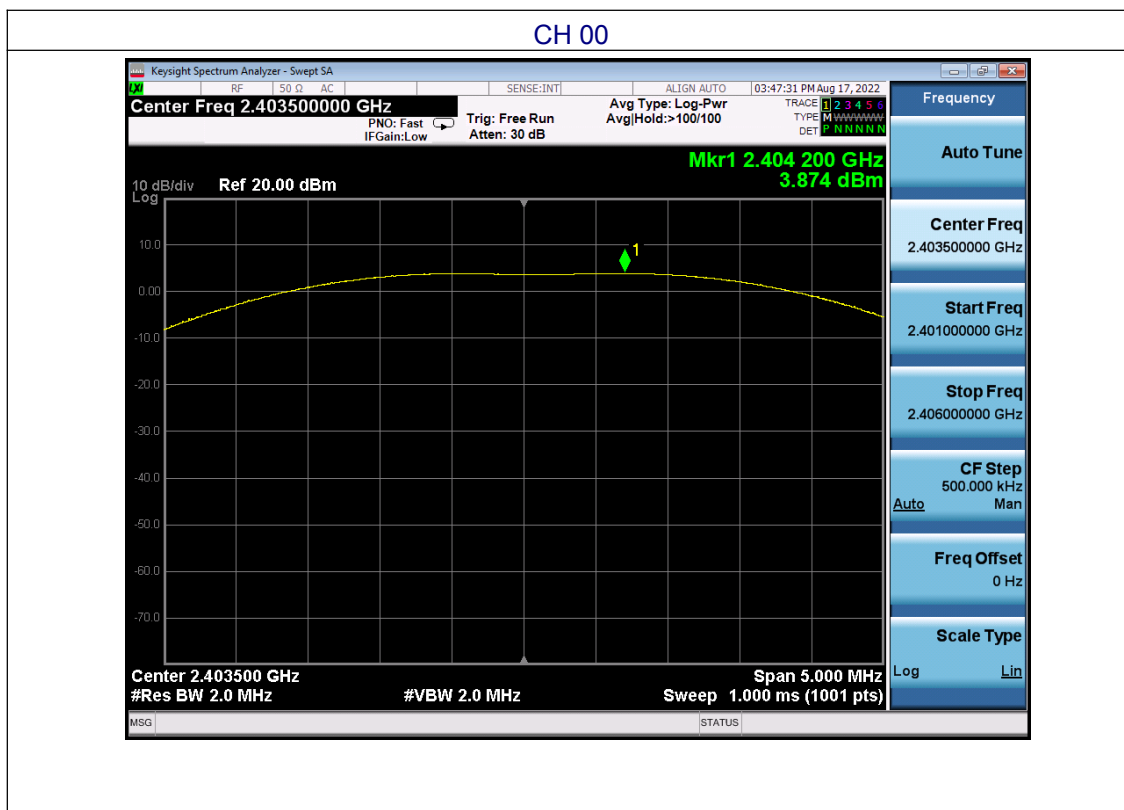 CH 00
Keysight Spectrum Analyzer - Swept SA
LXI RF 50 Ω AC SENSE:INT ALIGN AUTO 03:47:31 PM Aug 17, 2022
Center Freq 2.403500000 GHz
PNO: Fast
IFGain:Low
Trig: Free Run
Atten: 30 dB
Avg Type: Log-Pwr
Avg|Hold:>100/100
TRACE 1 2 3 4 5 6
TYPE M WWWWW
DET P N N N N N
Mkr1 2.404 200 GHz
3.874 dBm
10 dB/div Ref 20.00 dBm
Log
10.0
0.00
-10.0
-20.0
-30.0
-40.0
-50.0
-60.0
-70.0
1
Center 2.403500 GHz Span 5.000 MHz
#Res BW 2.0 MHz #VBW 2.0 MHz Sweep 1.000 ms (1001 pts)
MSG STATUS
Frequency
Auto Tune
Center Freq
2.403500000 GHz
Start Freq
2.401000000 GHz
Stop Freq
2.406000000 GHz
CF Step
500.000 kHz
Auto Man
Freq Offset
0 Hz
Scale Type
Log Lin